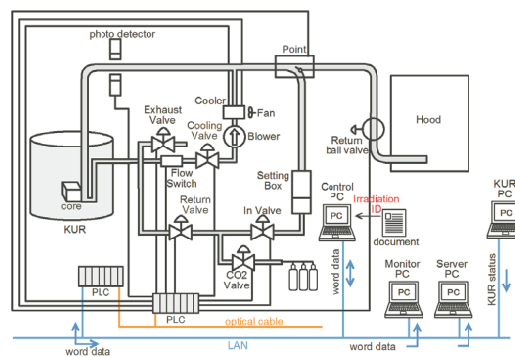 photo detector
Point
Cooler
Fan
Exhaust
Valve
Cooling
Valve
Blower
Hood
Return
ball valve
Flow
Switch
Setting
Box
core
KUR
Return
Valve
In Valve
Control
PC
Irradiation
ID
KUR
PC
PC
PC
document
CO2
Valve
Monitor
PC
Server
PC
word data
KUR status
PC
PC
PLC
PLC
optical cable
word data
LAN
word data